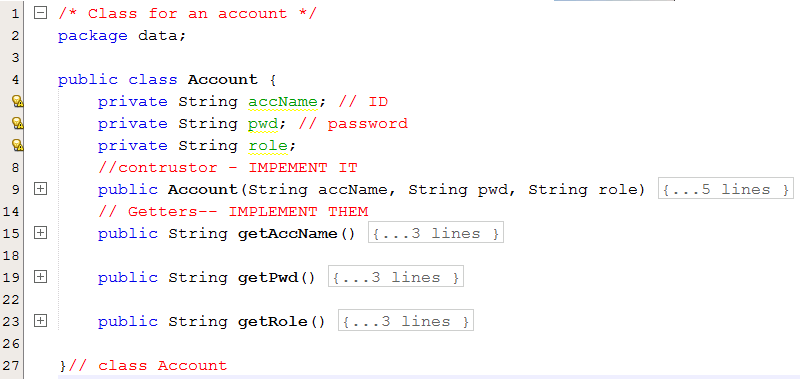 1 /* Class for an account */
2 package data;
3
4 public class Account {
private String accName; // ID
private String pwd; // password
private String role;
8 //contrustor - IMPEMENT IT
9 public Account(String accName, String pwd, String role) {...5 lines }
14 // Getters-- IMPLEMENT THEM
15 public String getAccName() {...3 lines }
18
19 public String getPwd() {...3 lines }
22
23 public String getRole() {...3 lines }
26
27 }// class Account